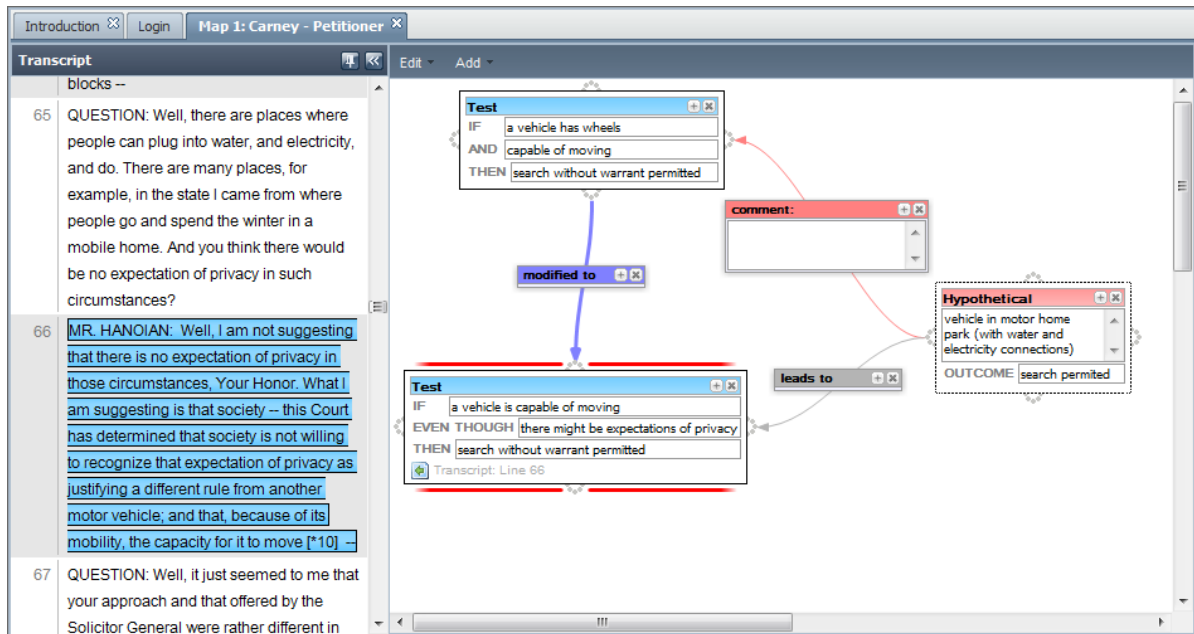 Introduction
Login
Map 1: Carney - Petitioner
Transcript
Edit
Add
blocks --
65 QUESTION: Well, there are places where
people can plug into water, and electricity,
and do. There are many places, for
example, in the state I came from where
people go and spend the winter in a
mobile home. And you think there would
be no expectation of privacy in such
circumstances?
66 MR. HANOIAN: Well, I am not suggesting
that there is no expectation of privacy in
those circumstances, Your Honor. What I
am suggesting is that society -- this Court
has determined that society is not willing
to recognize that expectation of privacy as
justifying a different rule from another
motor vehicle; and that, because of its
mobility, the capacity for it to move [*10] --
67 QUESTION: Well, it just seemed to me that
your approach and that offered by the
Solicitor General were rather different in
Test
IF a vehicle has wheels
AND capable of moving
THEN search without warrant permitted
comment:
modified to
Hypothetical
vehicle in motor home
park (with water and
electricity connections)
OUTCOME search permited
leads to
Test
IF a vehicle is capable of moving
EVEN THOUGH there might be expectations of privacy
THEN search without warrant permitted
Transcript: Line 66